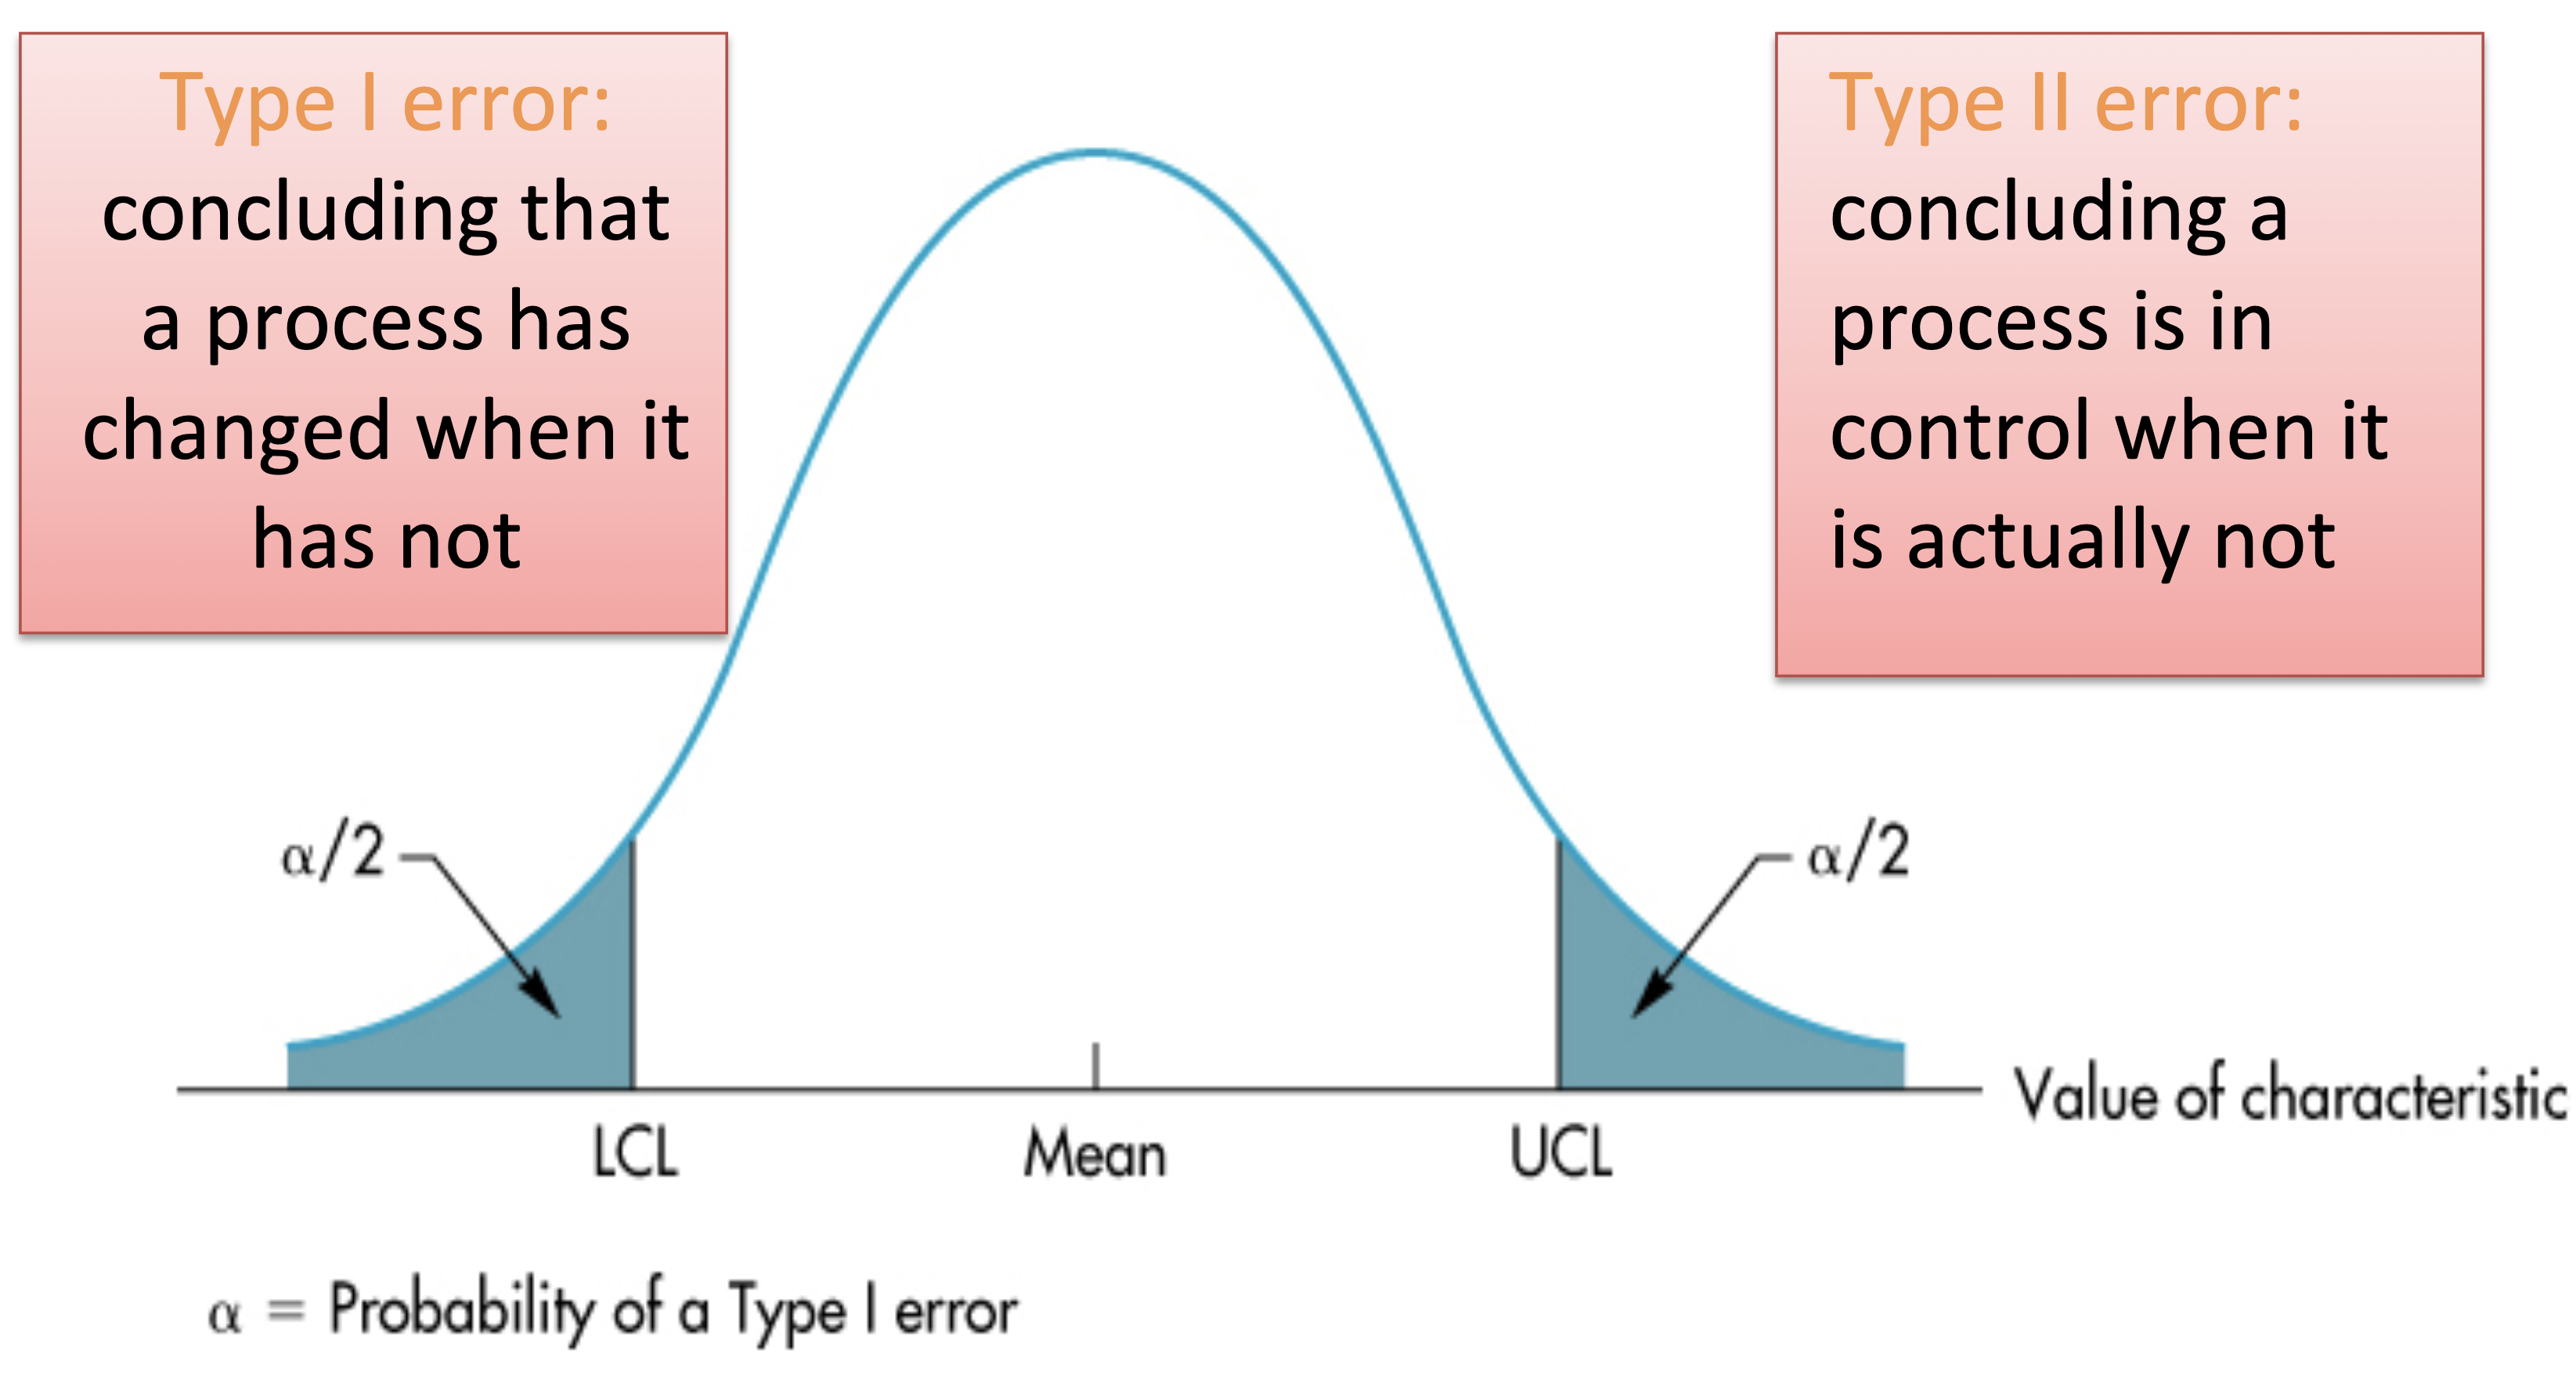 Type I error:
concluding that
a process has
changed when it
has not
Type II error:
concluding a
process is in
control when it
is actually not
α/2
α/2
Value of characteristic
LCL
Mean
UCL
α = Probability of a Type I error